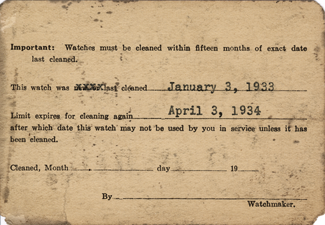 Important: Watches must be cleaned within fifteen months of exact date
last cleaned.
This watch was last cleaned January 3, 1933
Limit expires for cleaning again April 3, 1934
after which date this watch may not be used by you in service unless it has
been cleaned.
Cleaned, Month day 19
By
Watchmaker.